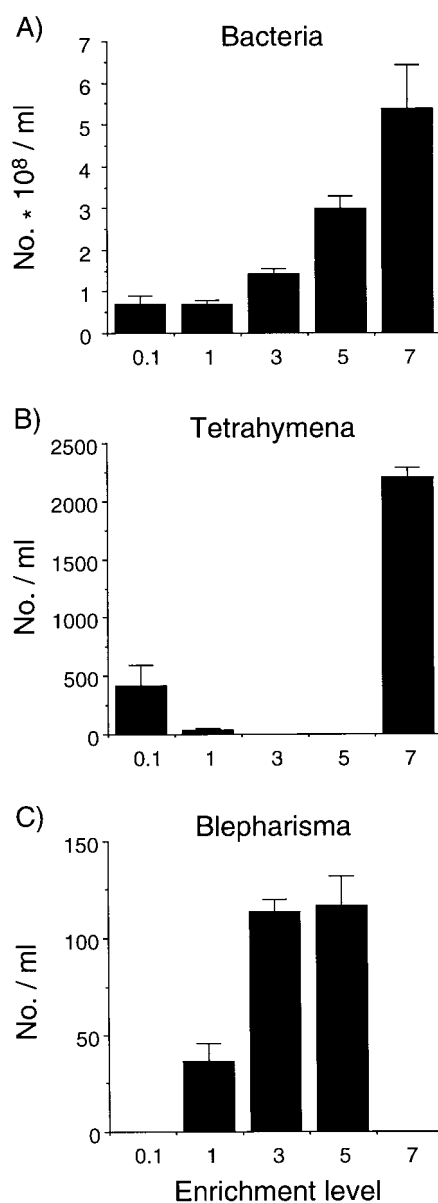 A)
Bacteria
No. * 10⁸ / ml
7
6
5
4
3
2
1
0
0.1 1 3 5 7
B)
Tetrahymena
No. / ml
2500
2000
1500
1000
500
0
0.1 1 3 5 7
C)
Blepharisma
No. / ml
150
100
50
0
0.1 1 3 5 7
Enrichment level